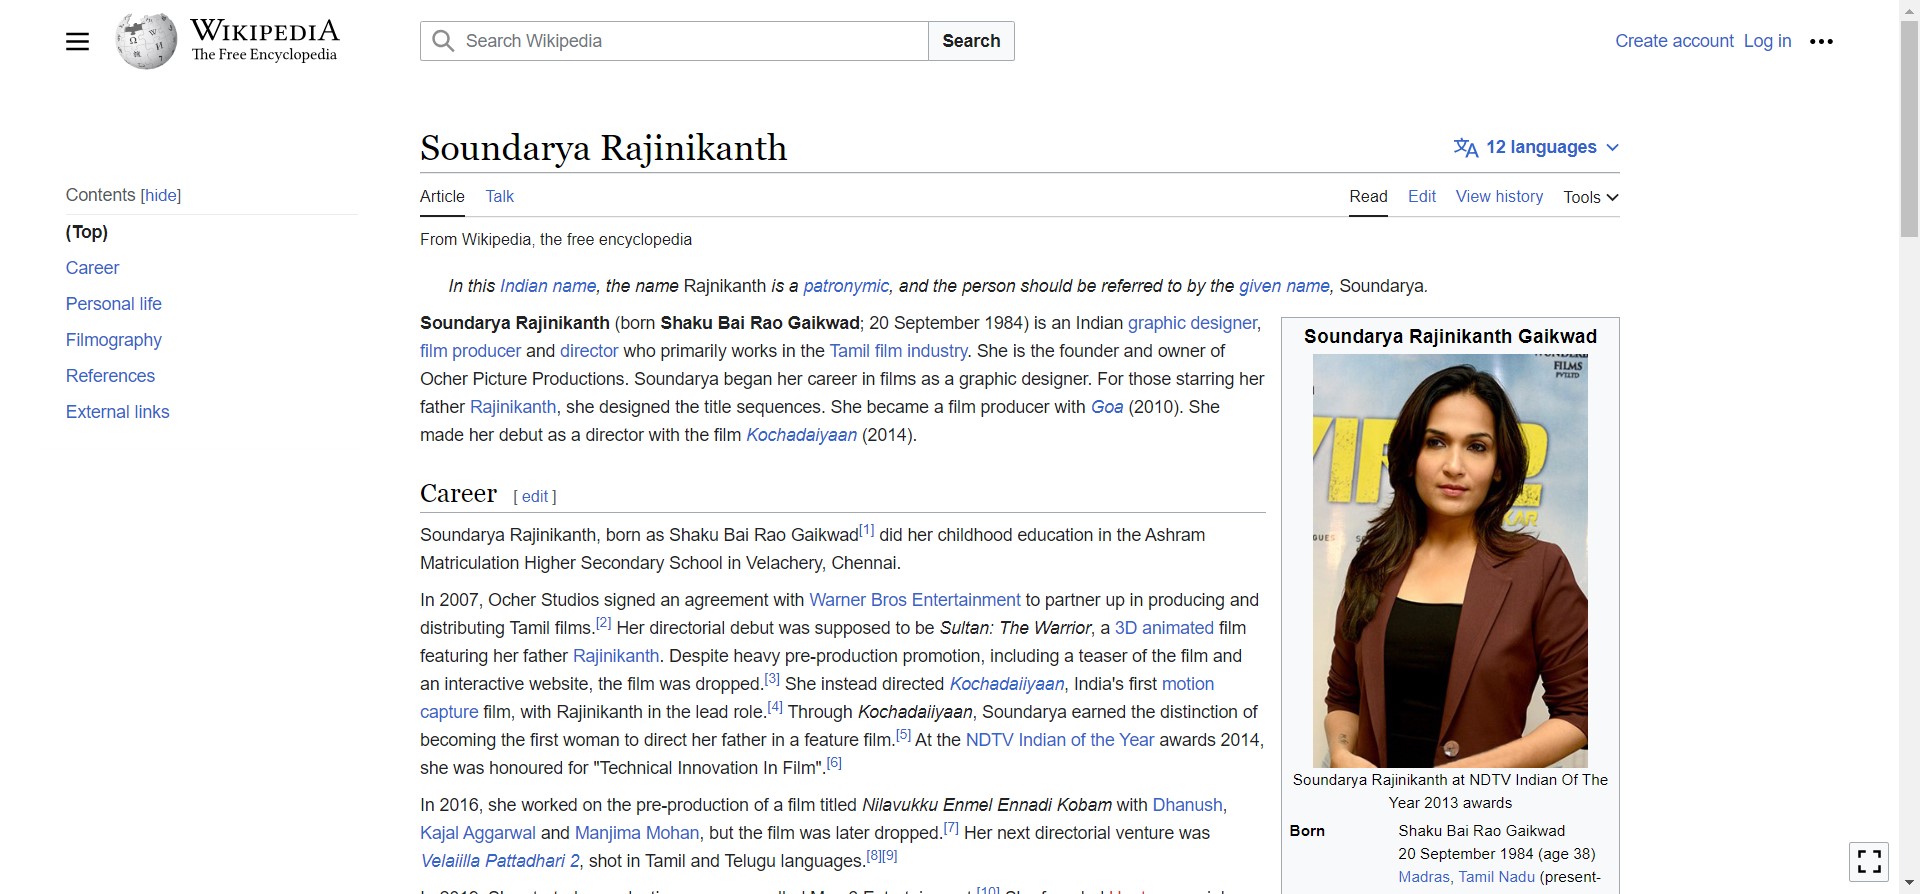 WIKIPEDIA
The Free Encyclopedia
Search Wikipedia
Search
Create account Log in
Contents [hide]
(Top)
Career
Personal life
Filmography
References
External links
Soundarya Rajinikanth
12 languages
Article Talk
Read Edit View history Tools
From Wikipedia, the free encyclopedia
In this Indian name, the name Rajnikanth is a patronymic, and the person should be referred to by the given name, Soundarya.
Soundarya Rajinikanth (born Shaku Bai Rao Gaikwad; 20 September 1984) is an Indian graphic designer,
film producer and director who primarily works in the Tamil film industry. She is the founder and owner of
Ocher Picture Productions. Soundarya began her career in films as a graphic designer. For those starring her
father Rajinikanth, she designed the title sequences. She became a film producer with Goa (2010). She
made her debut as a director with the film Kochadaiyaan (2014).
Career [ edit ]
Soundarya Rajinikanth, born as Shaku Bai Rao Gaikwad[1] did her childhood education in the Ashram
Matriculation Higher Secondary School in Velachery, Chennai.
In 2007, Ocher Studios signed an agreement with Warner Bros Entertainment to partner up in producing and
distributing Tamil films.[2] Her directorial debut was supposed to be Sultan: The Warrior, a 3D animated film
featuring her father Rajinikanth. Despite heavy pre-production promotion, including a teaser of the film and
an interactive website, the film was dropped.[3] She instead directed Kochadaiiyaan, India's first motion
capture film, with Rajinikanth in the lead role.[4] Through Kochadaiiyaan, Soundarya earned the distinction of
becoming the first woman to direct her father in a feature film.[5] At the NDTV Indian of the Year awards 2014,
she was honoured for "Technical Innovation In Film".[6]
In 2016, she worked on the pre-production of a film titled Nilavukku Enmel Ennadi Kobam with Dhanush,
Kajal Aggarwal and Manjima Mohan, but the film was later dropped.[7] Her next directorial venture was
Velaiilla Pattadhari 2, shot in Tamil and Telugu languages.[8][9]
Soundarya Rajinikanth Gaikwad
FILMS
PVT LTD
Soundarya Rajinikanth at NDTV Indian Of The
Year 2013 awards
Born Shaku Bai Rao Gaikwad
20 September 1984 (age 38)
Madras, Tamil Nadu (present-